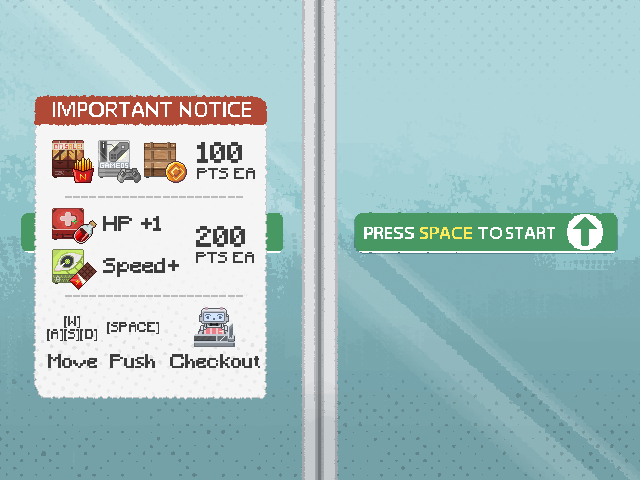 IMPORTANT NOTICE
GAMEOS
100
PTS EA
HP +1
200
PTS EA
Speed+
[W]
[A][S][D]
[SPACE]
Move Push Checkout
PRESS SPACE TO START